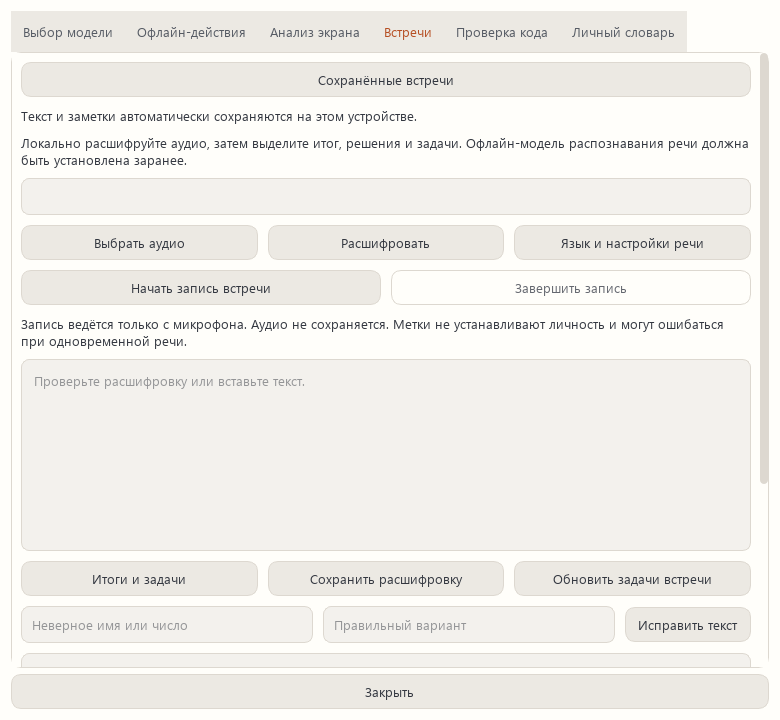 Выбор модели Офлайн-действия Анализ экрана Встречи Проверка кода Личный словарь
Сохранённые встречи
Текст и заметки автоматически сохраняются на этом устройстве.
Локально расшифруйте аудио, затем выделите итог, решения и задачи. Офлайн-модель распознавания речи должна
быть установлена заранее.
Выбрать аудио Расшифровать Язык и настройки речи
Начать запись встречи Завершить запись
Запись ведётся только с микрофона. Аудио не сохраняется. Метки не устанавливают личность и могут ошибаться
при одновременной речи.
Проверьте расшифровку или вставьте текст.
Итоги и задачи Сохранить расшифровку Обновить задачи встречи
Неверное имя или число Правильный вариант Исправить текст
Закрыть